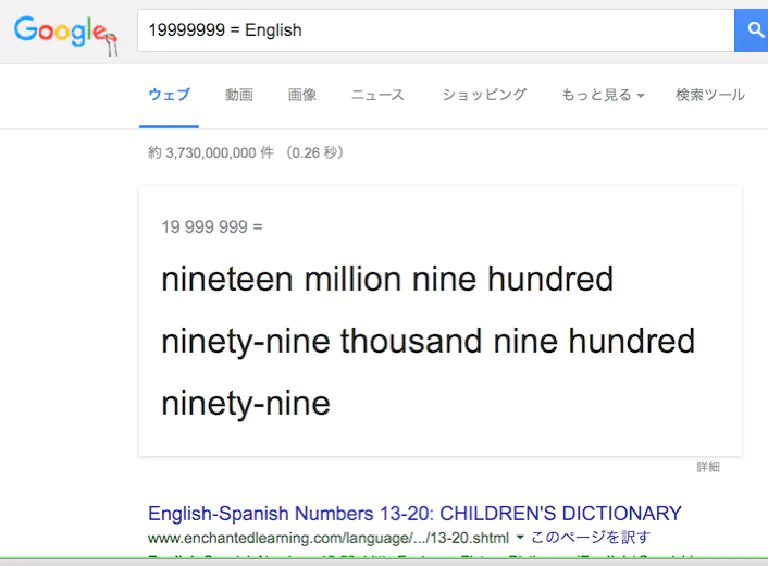 Google
19999999 = English
ウェブ 動画 画像 ニュース ショッピング もっと見る 検索ツール
約 3,730,000,000 件 （0.26 秒）
19 999 999 =
nineteen million nine hundred
ninety-nine thousand nine hundred
ninety-nine
詳細
English-Spanish Numbers 13-20: CHILDREN'S DICTIONARY
www.enchantedlearning.com/language/.../13-20.shtml このページを訳す